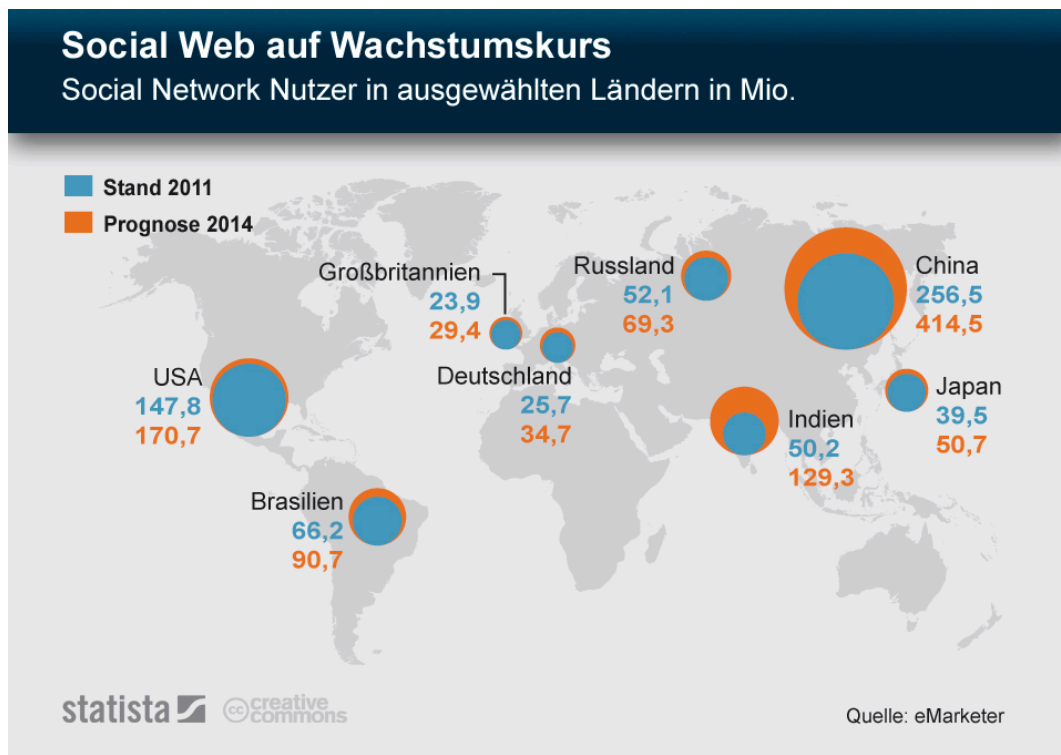 Social Web auf Wachstumskurs
Social Network Nutzer in ausgewählten Ländern in Mio.
Stand 2011
Prognose 2014
Großbritannien
23,9
29,4
Russland
52,1
69,3
China
256,5
414,5
USA
147,8
170,7
Deutschland
25,7
34,7
Indien
50,2
129,3
Japan
39,5
50,7
Brasilien
66,2
90,7
statista
cc creative
commons
Quelle: eMarketer